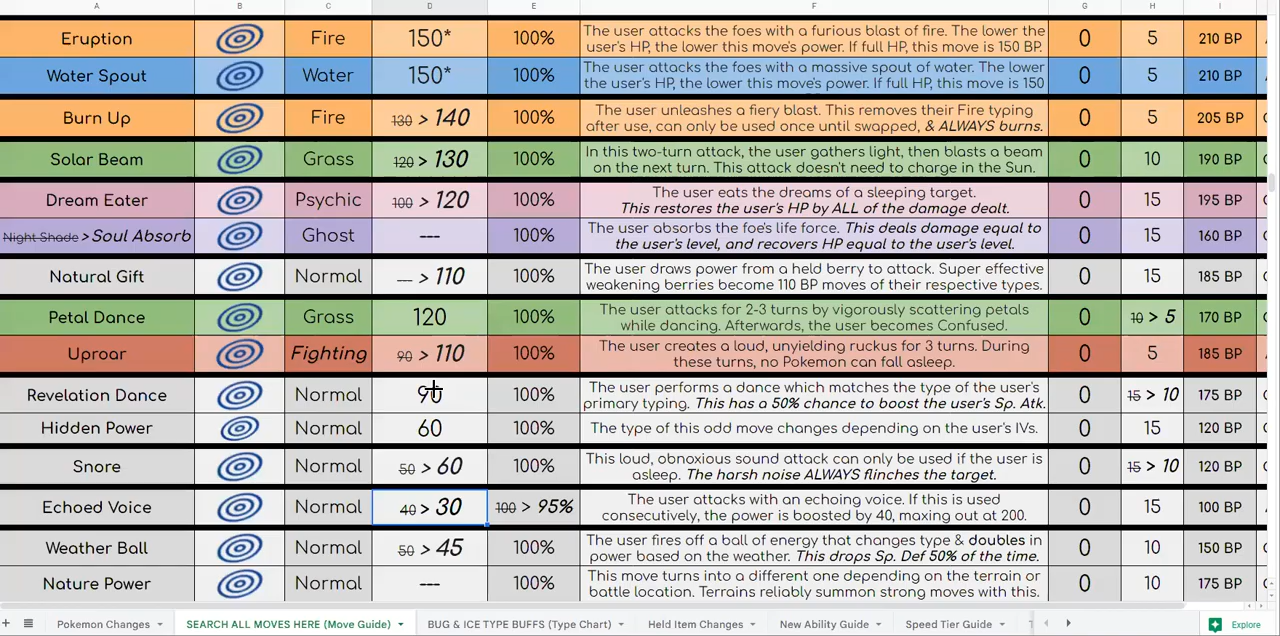 A B C D E F G H I
Eruption Fire 150* 100% The user attacks the foes with a furious blast of fire. The lower the
user's HP, the lower this move's power. If full HP, this move is 150 BP. 0 5 210 BP
Water Spout Water 150* 100% The user attacks the foes with a massive spout of water. The lower
the user's HP, the lower this move's power. If full HP, this move is 150 0 5 210 BP
Burn Up Fire 130 > 140 100% The user unleashes a fiery blast. This removes their Fire typing
after use, can only be used once until swapped, & ALWAYS burns. 0 5 205 BP
Solar Beam Grass 120 > 130 100% In this two-turn attack, the user gathers light, then blasts a beam
on the next turn. This attack doesn't need to charge in the Sun. 0 10 190 BP
Dream Eater Psychic 100 > 120 100% The user eats the dreams of a sleeping target.
This restores the user's HP by ALL of the damage dealt. 0 15 195 BP
Night Shade > Soul Absorb Ghost --- 100% The user absorbs the foe's life force. This deals damage equal to
the user's level, and recovers HP equal to the user's level. 0 15 160 BP
Natural Gift Normal --- > 110 100% The user draws power from a held berry to attack. Super effective
weakening berries become 110 BP moves of their respective types. 0 15 185 BP
Petal Dance Grass 120 100% The user attacks for 2-3 turns by vigorously scattering petals
while dancing. Afterwards, the user becomes Confused. 0 10 > 5 170 BP
Uproar Fighting 90 > 110 100% The user creates a loud, unyielding ruckus for 3 turns. During
these turns, no Pokemon can fall asleep. 0 5 185 BP
Revelation Dance Normal 90 100% The user performs a dance which matches the type of the user's
primary typing. This has a 50% chance to boost the user's Sp. Atk. 0 15 > 10 175 BP
Hidden Power Normal 60 100% The type of this odd move changes depending on the user's IVs. 0 15 120 BP
Snore Normal 50 > 60 100% This loud, obnoxious sound attack can only be used if the user is
asleep. The harsh noise ALWAYS flinches the target. 0 15 > 10 120 BP
Echoed Voice Normal 40 > 30 100 > 95% The user attacks with an echoing voice. If this is used
consecutively, the power is boosted by 40, maxing out at 200. 0 15 100 BP
Weather Ball Normal 50 > 45 100% The user fires off a ball of energy that changes type & doubles in
power based on the weather. This drops Sp. Def 50% of the time. 0 10 150 BP
Nature Power Normal --- 100% This move turns into a different one depending on the terrain or
battle location. Terrains reliably summon strong moves with this. 0 10 175 BP
Pokemon Changes SEARCH ALL MOVES HERE (Move Guide) BUG & ICE TYPE BUFFS (Type Chart) Held Item Changes New Ability Guide Speed Tier Guide Explore